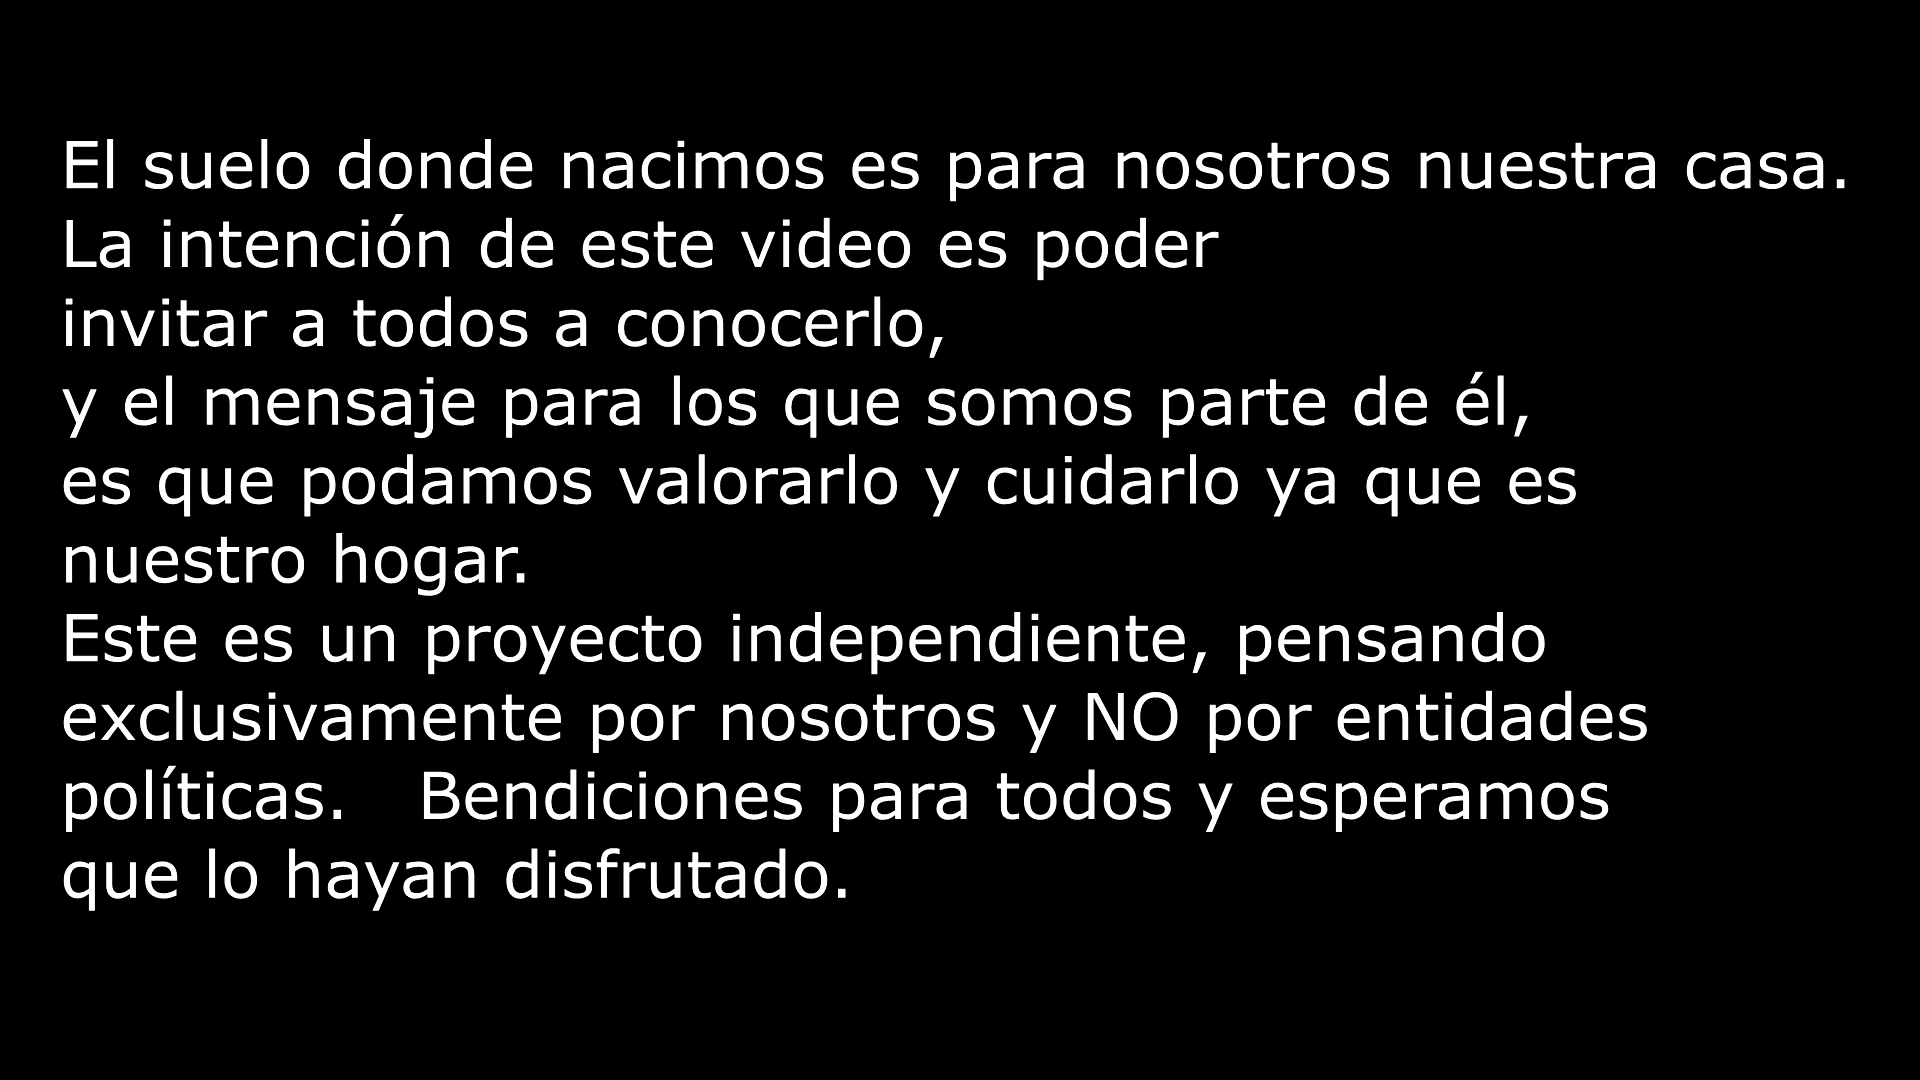 El suelo donde nacimos es para nosotros nuestra casa.
La intención de este video es poder
invitar a todos a conocerlo,
y el mensaje para los que somos parte de él,
es que podamos valorarlo y cuidarlo ya que es
nuestro hogar.
Este es un proyecto independiente, pensando
exclusivamente por nosotros y NO por entidades
políticas.   Bendiciones para todos y esperamos
que lo hayan disfrutado.